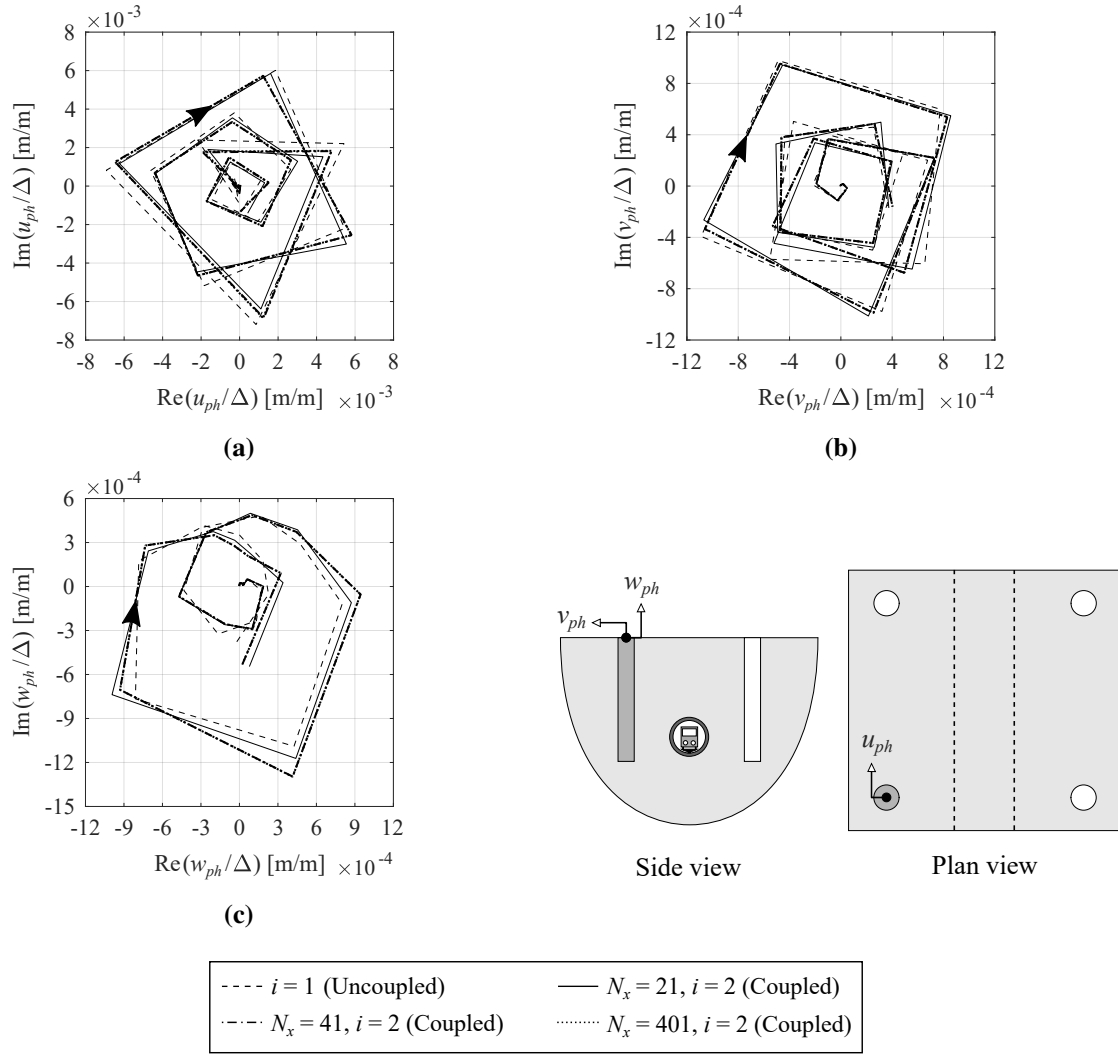 ×10⁻³
8
6
4
2
0
-2
-4
-6
-8
-8 -6 -4 -2 0 2 4 6 8
Im(u_ph/Δ) [m/m]
Re(u_ph/Δ) [m/m] ×10⁻³
(a)
×10⁻⁴
12
8
4
0
-4
-8
-12
-12 -8 -4 0 4 8 12
Im(v_ph/Δ) [m/m]
Re(v_ph/Δ) [m/m] ×10⁻⁴
(b)
×10⁻⁴
6
3
0
-3
-6
-9
-12
-15
-12 -9 -6 -3 0 3 6 9 12
Im(w_ph/Δ) [m/m]
Re(w_ph/Δ) [m/m] ×10⁻⁴
(c)
w_ph
v_ph
Side view
u_ph
Plan view
i = 1 (Uncoupled)
N_x = 21, i = 2 (Coupled)
N_x = 41, i = 2 (Coupled)
N_x = 401, i = 2 (Coupled)